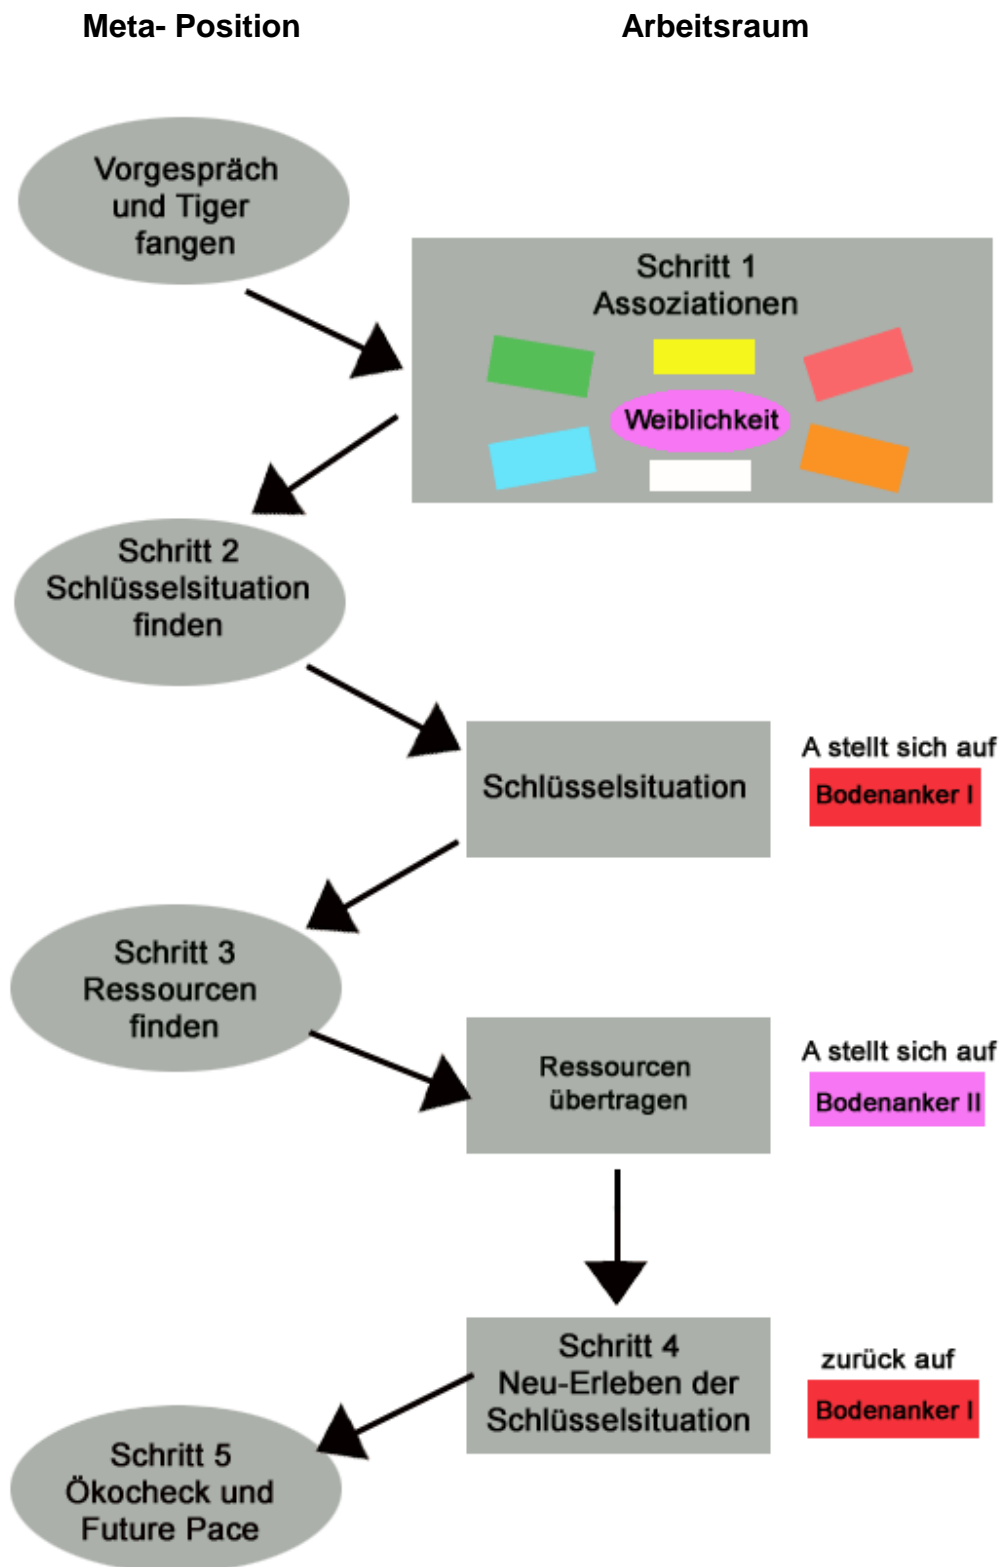 Meta- Position
Arbeitsraum
Vorgespräch
und Tiger
fangen
Schritt 1
Assoziationen
Weiblichkeit
Schritt 2
Schlüsselsituation
finden
Schlüsselsituation
A stellt sich auf
Bodenanker I
Schritt 3
Ressourcen
finden
Ressourcen
übertragen
A stellt sich auf
Bodenanker II
Schritt 4
Neu-Erleben der
Schlüsselsituation
zurück auf
Bodenanker I
Schritt 5
Ökocheck und
Future Pace